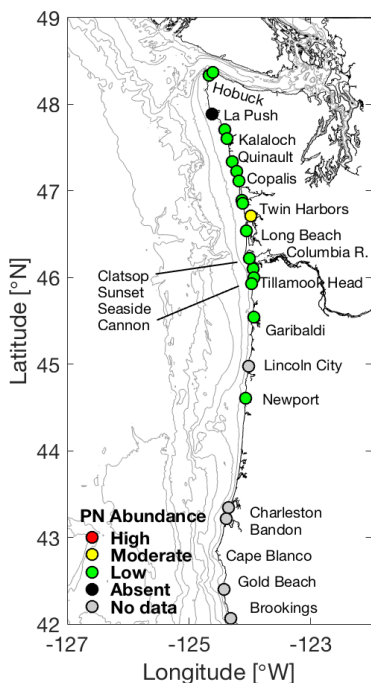 49
48
47
46
45
44
43
42
-127
-125
-123
Latitude [°N]
Longitude [°W]
Hobuck
La Push
Kalaloch
Quinault
Copalis
Twin Harbors
Long Beach
Columbia R.
Clatsop
Sunset
Seaside
Cannon
Tillamook Head
Garibaldi
Lincoln City
Newport
Charleston
Bandon
Cape Blanco
Gold Beach
Brookings
PN Abundance
High
Moderate
Low
Absent
No data